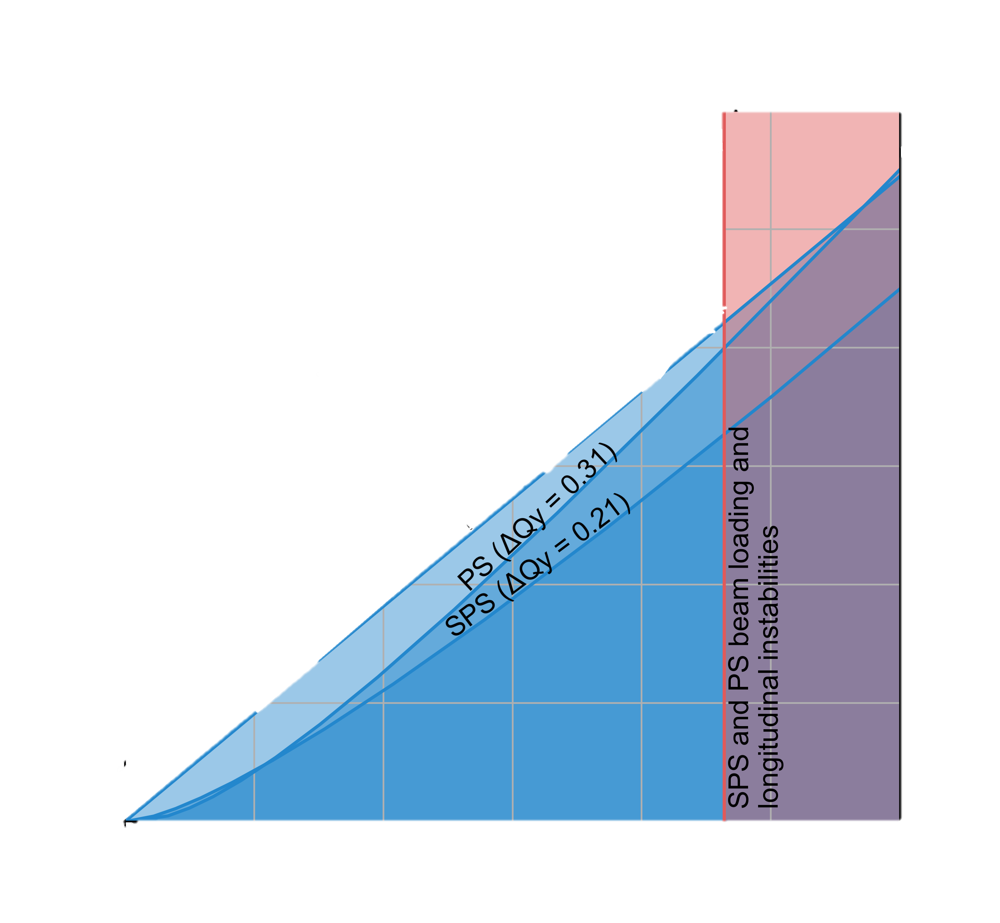 PS (ΔQy = 0.31)
SPS (ΔQy = 0.21)
SPS and PS beam loading and
longitudinal instabilities